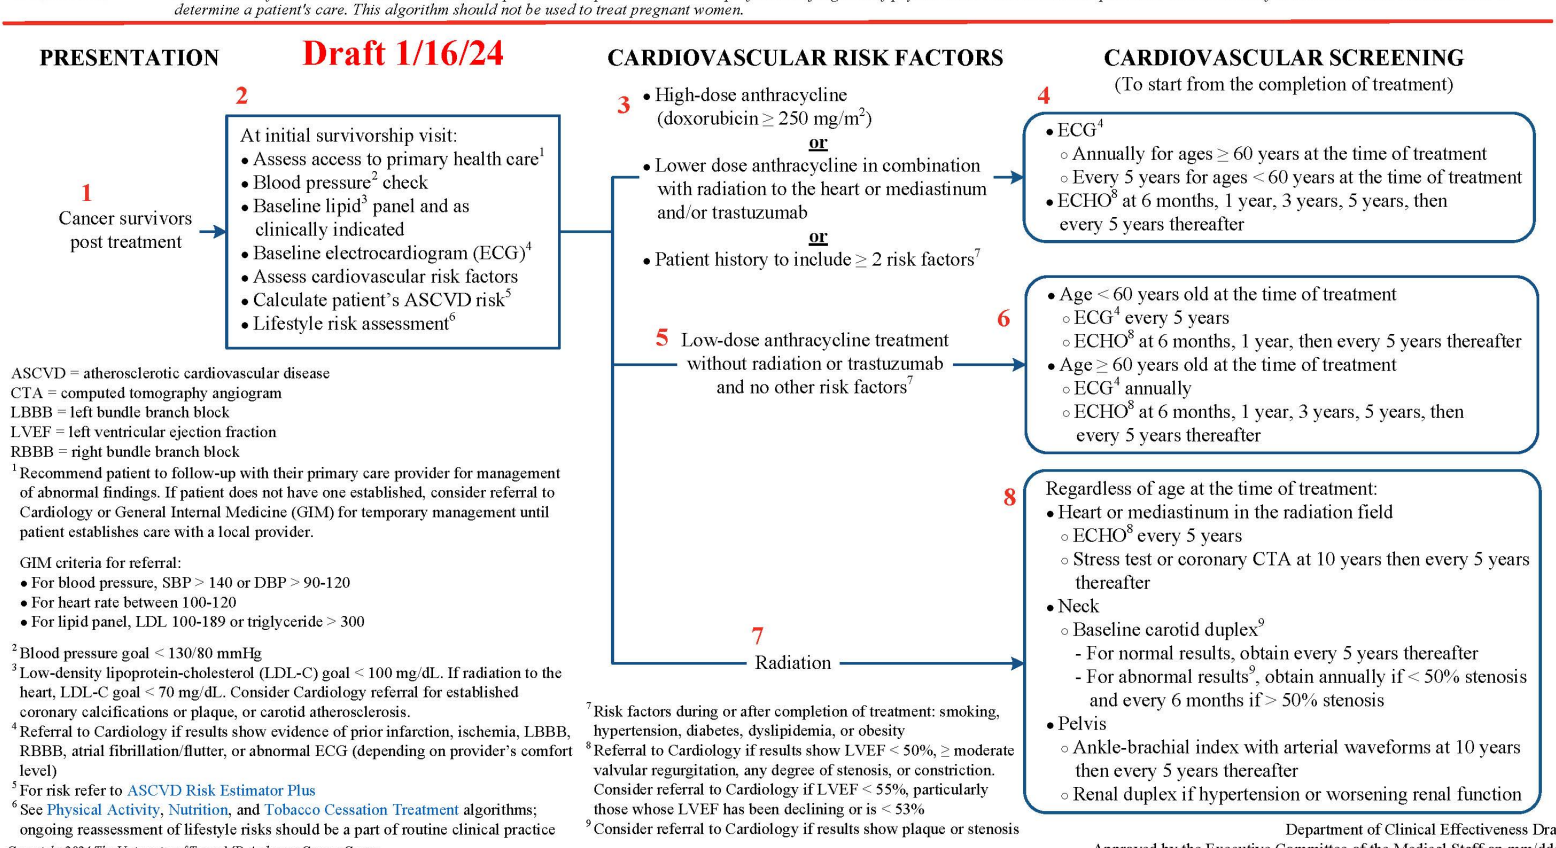 determine a patient's care. This algorithm should not be used to treat pregnant women.
PRESENTATION
Draft 1/16/24
CARDIOVASCULAR RISK FACTORS
CARDIOVASCULAR SCREENING
(To start from the completion of treatment)
1
Cancer survivors
post treatment
2
At initial survivorship visit:
● Assess access to primary health care1
● Blood pressure2 check
● Baseline lipid3 panel and as
clinically indicated
● Baseline electrocardiogram (ECG)4
● Assess cardiovascular risk factors
● Calculate patient's ASCVD risk5
● Lifestyle risk assessment6
3
● High-dose anthracycline
(doxorubicin ≥ 250 mg/m2)
or
● Lower dose anthracycline in combination
with radiation to the heart or mediastinum
and/or trastuzumab
or
● Patient history to include ≥ 2 risk factors7
4
● ECG4
○ Annually for ages ≥ 60 years at the time of treatment
○ Every 5 years for ages < 60 years at the time of treatment
● ECHO8 at 6 months, 1 year, 3 years, 5 years, then
every 5 years thereafter
5
Low-dose anthracycline treatment
without radiation or trastuzumab
and no other risk factors7
6
● Age < 60 years old at the time of treatment
○ ECG4 every 5 years
○ ECHO8 at 6 months, 1 year, then every 5 years thereafter
● Age ≥ 60 years old at the time of treatment
○ ECG4 annually
○ ECHO8 at 6 months, 1 year, 3 years, 5 years, then
every 5 years thereafter
7
Radiation
8
Regardless of age at the time of treatment:
● Heart or mediastinum in the radiation field
○ ECHO8 every 5 years
○ Stress test or coronary CTA at 10 years then every 5 years
thereafter
● Neck
○ Baseline carotid duplex9
- For normal results, obtain every 5 years thereafter
- For abnormal results9, obtain annually if < 50% stenosis
and every 6 months if > 50% stenosis
● Pelvis
○ Ankle-brachial index with arterial waveforms at 10 years
then every 5 years thereafter
○ Renal duplex if hypertension or worsening renal function
ASCVD = atherosclerotic cardiovascular disease
CTA = computed tomography angiogram
LBBB = left bundle branch block
LVEF = left ventricular ejection fraction
RBBB = right bundle branch block
1 Recommend patient to follow-up with their primary care provider for management
of abnormal findings. If patient does not have one established, consider referral to
Cardiology or General Internal Medicine (GIM) for temporary management until
patient establishes care with a local provider.
GIM criteria for referral:
● For blood pressure, SBP > 140 or DBP > 90-120
● For heart rate between 100-120
● For lipid panel, LDL 100-189 or triglyceride > 300
2 Blood pressure goal < 130/80 mmHg
3 Low-density lipoprotein-cholesterol (LDL-C) goal < 100 mg/dL. If radiation to the
heart, LDL-C goal < 70 mg/dL. Consider Cardiology referral for established
coronary calcifications or plaque, or carotid atherosclerosis.
4 Referral to Cardiology if results show evidence of prior infarction, ischemia, LBBB,
RBBB, atrial fibrillation/flutter, or abnormal ECG (depending on provider's comfort
level)
5 For risk refer to ASCVD Risk Estimator Plus
6 See Physical Activity, Nutrition, and Tobacco Cessation Treatment algorithms;
ongoing reassessment of lifestyle risks should be a part of routine clinical practice
7 Risk factors during or after completion of treatment: smoking,
hypertension, diabetes, dyslipidemia, or obesity
8 Referral to Cardiology if results show LVEF < 50%, ≥ moderate
valvular regurgitation, any degree of stenosis, or constriction.
Consider referral to Cardiology if LVEF < 55%, particularly
those whose LVEF has been declining or is < 53%
9 Consider referral to Cardiology if results show plaque or stenosis
Department of Clinical Effectiveness Dra